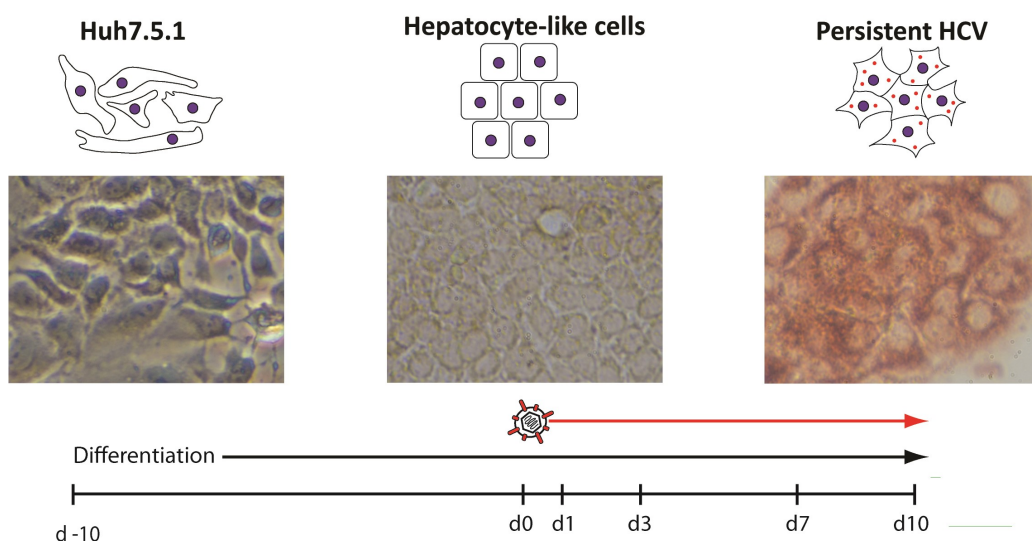 Huh7.5.1
Hepatocyte-like cells
Persistent HCV
Differentiation
d -10
d0
d1
d3
d7
d10